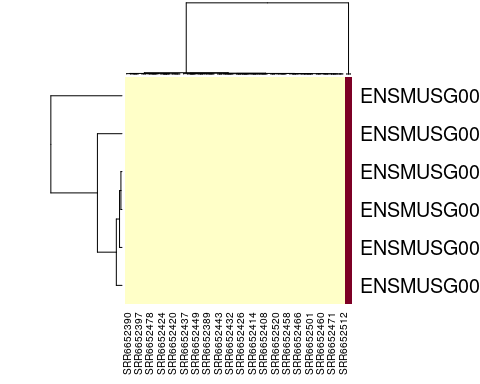 ENSMUSG00
ENSMUSG00
ENSMUSG00
ENSMUSG00
ENSMUSG00
ENSMUSG00
SRR6652390
SRR6652397
SRR6652478
SRR6652424
SRR6652420
SRR6652437
SRR6652449
SRR6652389
SRR6652443
SRR6652432
SRR6652426
SRR6652414
SRR6652408
SRR6652520
SRR6652458
SRR6652466
SRR6652501
SRR6652460
SRR6652471
SRR6652512